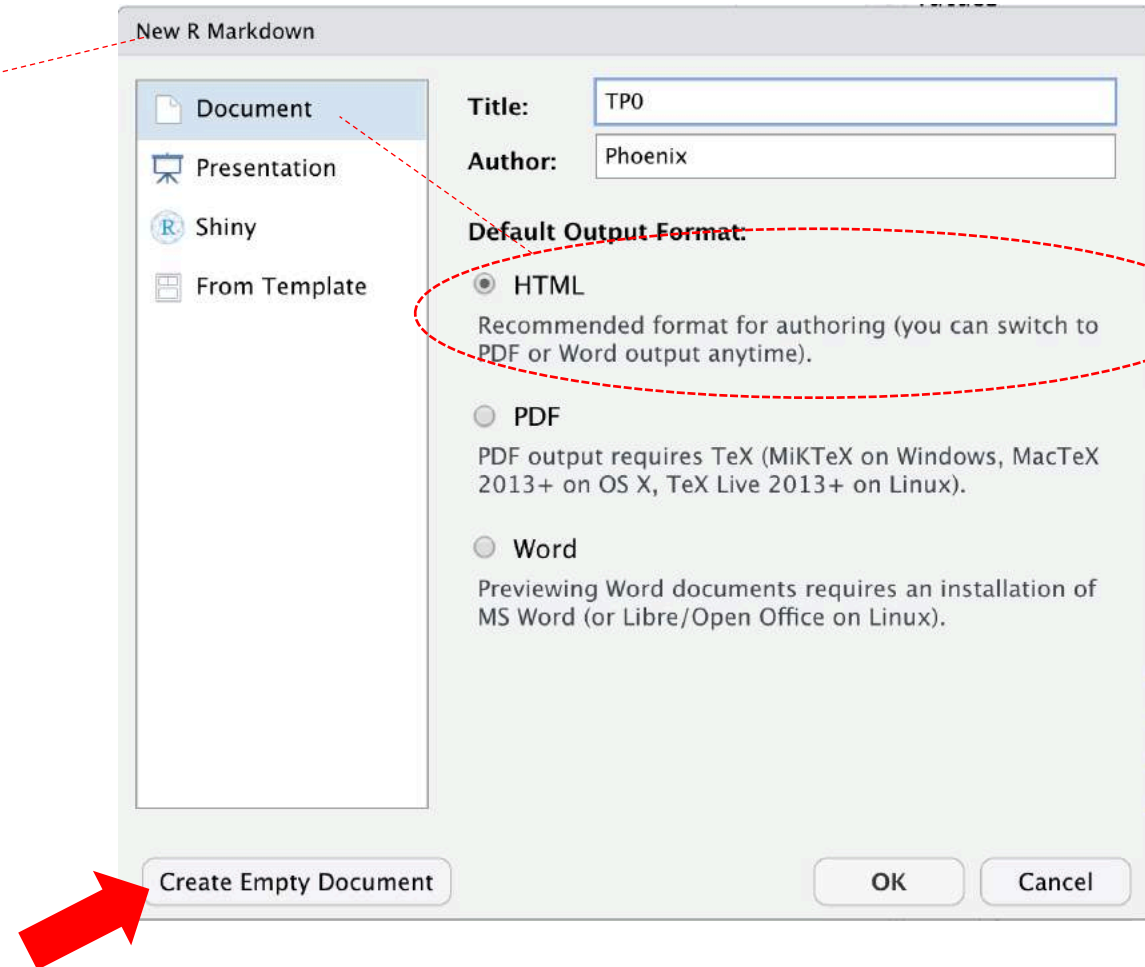 New R Markdown
Document
Presentation
Shiny
From Template
Title:
TP0
Author:
Phoenix
Default Output Format:
HTML
Recommended format for authoring (you can switch to
PDF or Word output anytime).
PDF
PDF output requires TeX (MiKTeX on Windows, MacTeX
2013+ on OS X, TeX Live 2013+ on Linux).
Word
Previewing Word documents requires an installation of
MS Word (or Libre/Open Office on Linux).
Create Empty Document
OK
Cancel